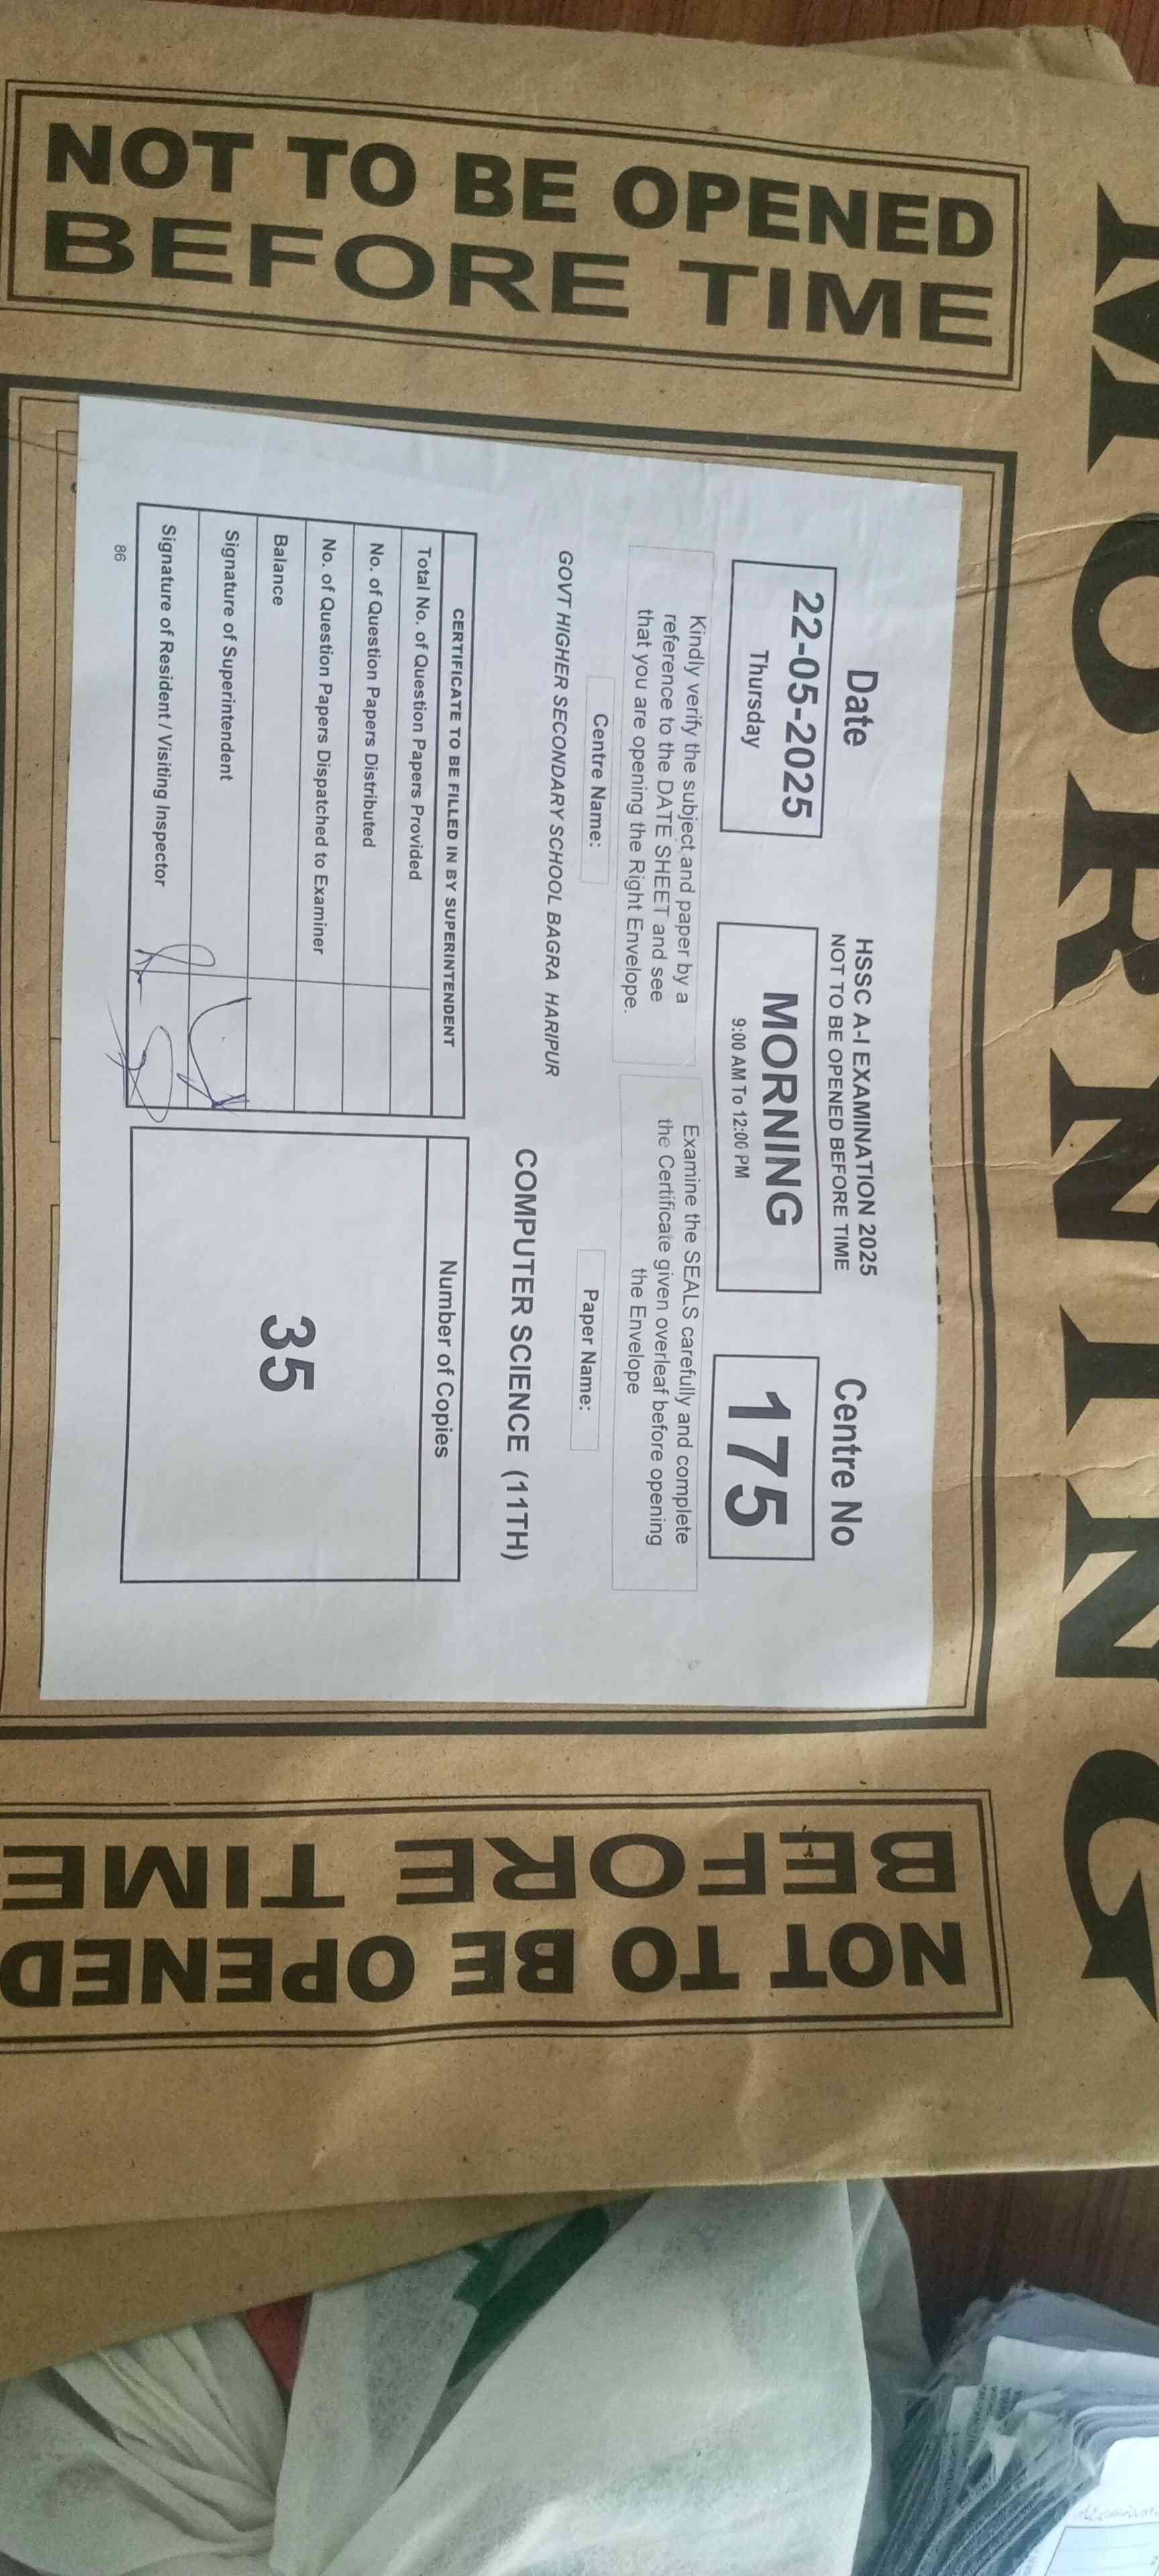 MORNING
NOT TO BE OPENED
BEFORE TIME
HSSC A-I EXAMINATION 2025
NOT TO BE OPENED BEFORE TIME
Date
22-05-2025
Thursday
MORNING
9:00 AM To 12:00 PM
Centre No
175
Kindly verify the subject and paper by a
reference to the DATE SHEET and see
that you are opening the Right Envelope.
Examine the SEALS carefully and complete
the Certificate given overleaf before opening
the Envelope
Centre Name:
GOVT HIGHER SECONDARY SCHOOL BAGRA HARIPUR
Paper Name:
COMPUTER SCIENCE (11TH)
CERTIFICATE TO BE FILLED IN BY SUPERINTENDENT
Total No. of Question Papers Provided
No. of Question Papers Distributed
No. of Question Papers Dispatched to Examiner
Balance
Signature of Superintendent
Signature of Resident / Visiting Inspector
Number of Copies
35
86
NOT TO BE OPENED
BEFORE TIME